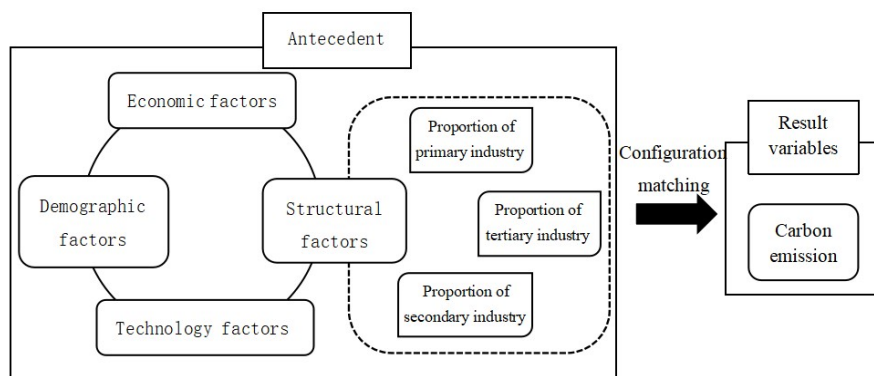 Antecedent
Economic factors
Demographic
factors
Structural
factors
Technology factors
Proportion of
primary industry
Proportion of
tertiary industry
Proportion of
secondary industry
Configuration
matching
Result
variables
Carbon
emission